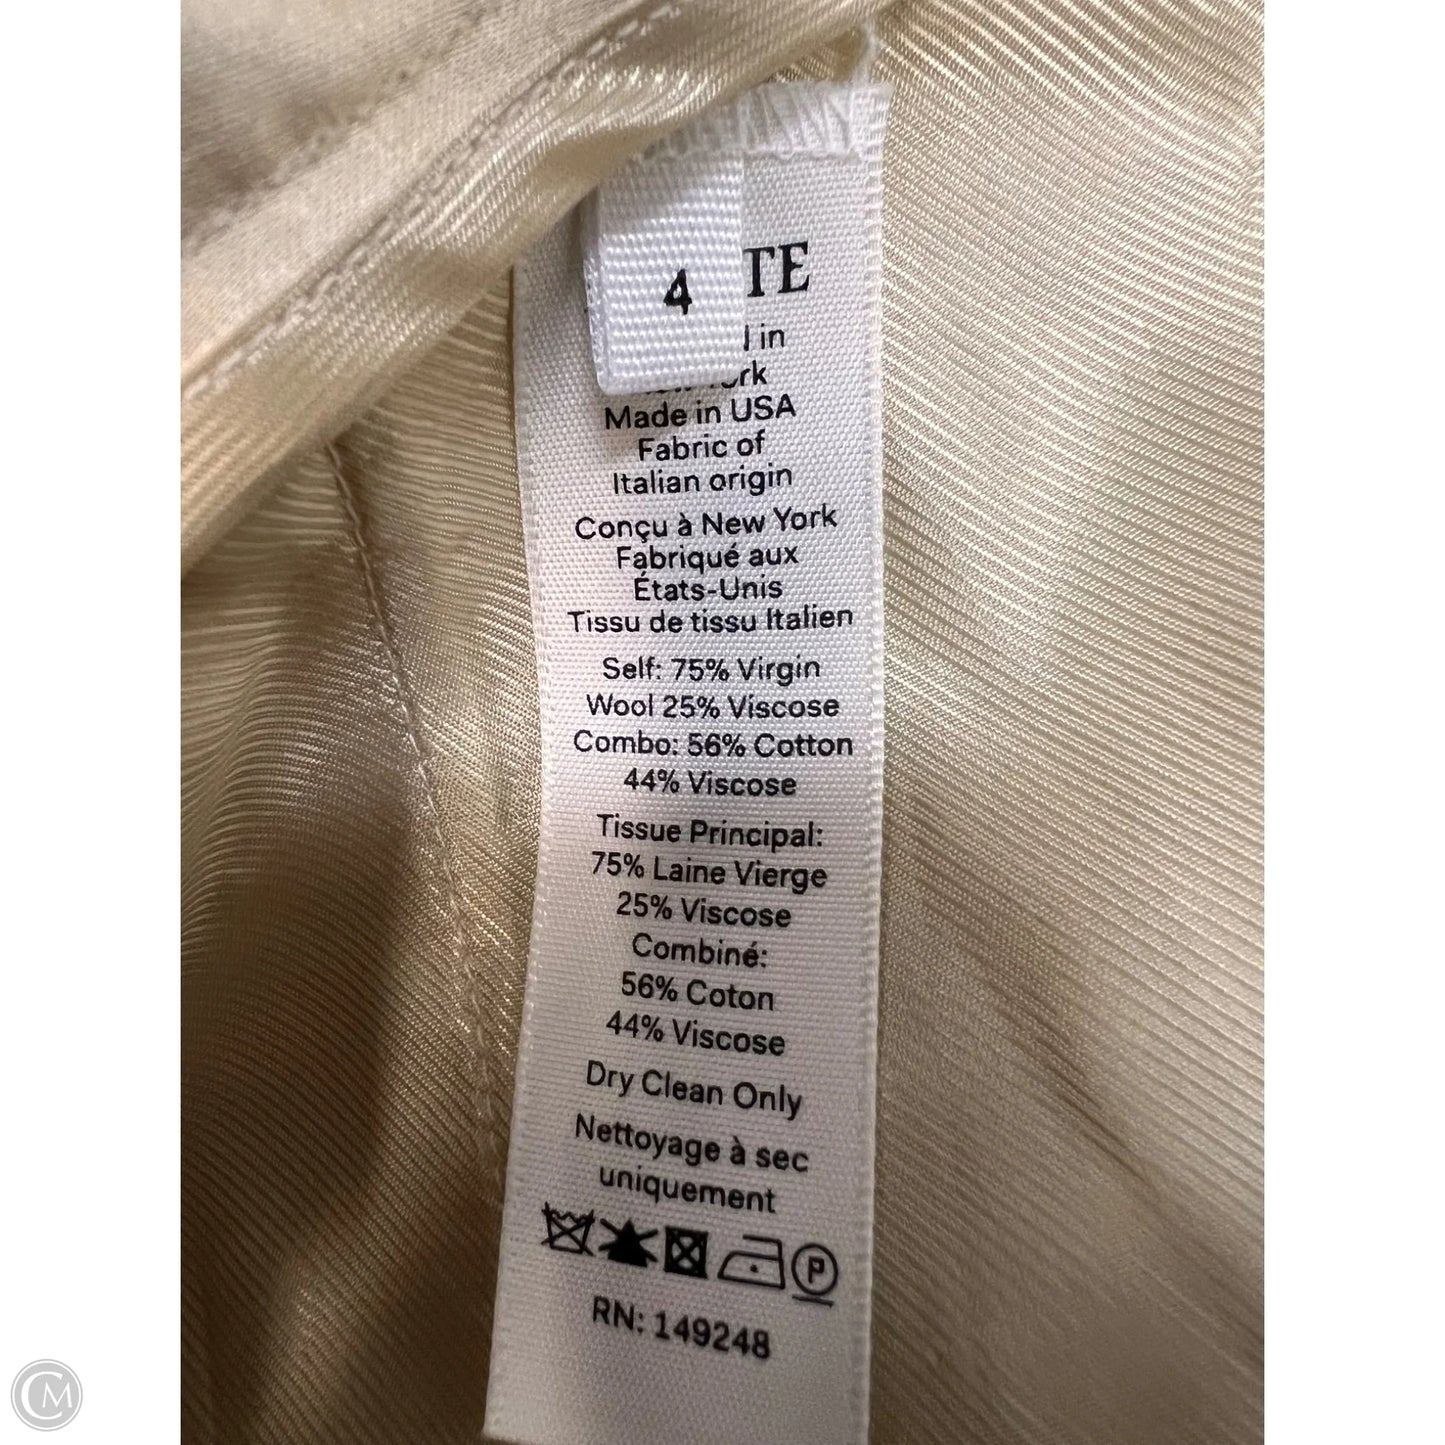 4
TE
in
Made in USA
Fabric of
Italian origin
Conçu à New York
Fabriqué aux
États-Unis
Tissu de tissu Italien
Self: 75% Virgin
Wool 25% Viscose
Combo: 56% Cotton
44% Viscose
Tissue Principal:
75% Laine Vierge
25% Viscose
Combiné:
56% Coton
44% Viscose
Dry Clean Only
Nettoyage à sec
uniquement
P
RN: 149248
CM